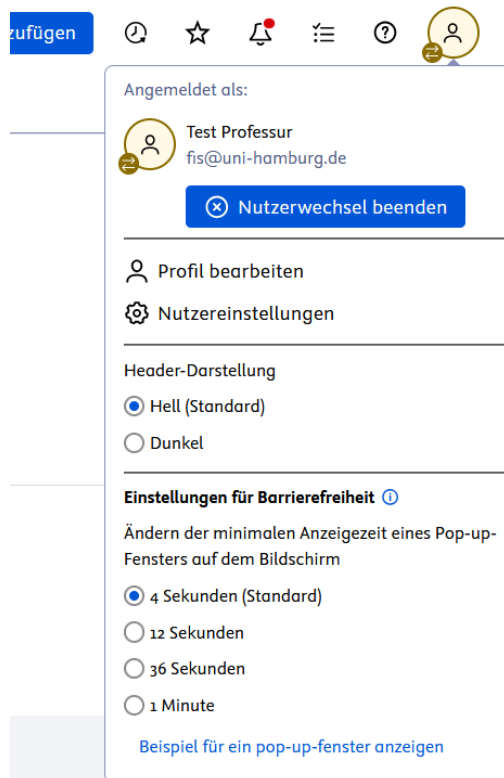 zufügen
Angemeldet als:
Test Professur
fis@uni-hamburg.de
Nutzerwechsel beenden
Profil bearbeiten
Nutzereinstellungen
Header-Darstellung
Hell (Standard)
Dunkel
Einstellungen für Barrierefreiheit
Ändern der minimalen Anzeigezeit eines Pop-up-
Fensters auf dem Bildschirm
4 Sekunden (Standard)
12 Sekunden
36 Sekunden
1 Minute
Beispiel für ein pop-up-fenster anzeigen